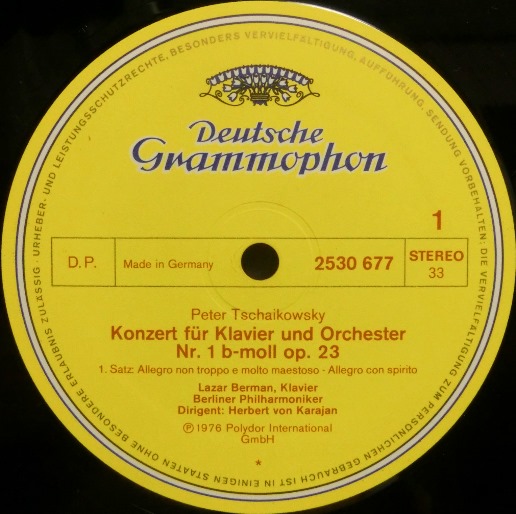 Deutsche
Grammophon
1
D.P.
Made in Germany
2530 677
STEREO
33
Peter Tschaikowsky
Konzert für Klavier und Orchester
Nr. 1 b-moll op. 23
1. Satz: Allegro non troppo e molto maestoso - Allegro con spirito
Lazar Berman, Klavier
Berliner Philharmoniker
Dirigent: Herbert von Karajan
Ⓟ 1976 Polydor International
GmbH
*
URHEBER- UND LEISTUNGSSCHUTZRECHTE, BESONDERS VERVIELFÄLTIGUNG, AUFFÜHRUNG, SENDUNG VORBEHALTEN; DIE VERVIELFÄLTIGUNG ZUM PERSÖNLICHEN GEBRAUCH IST IN EINIGEN STAATEN OHNE BESONDERE ERLAUBNIS ZULÄSSIG ·